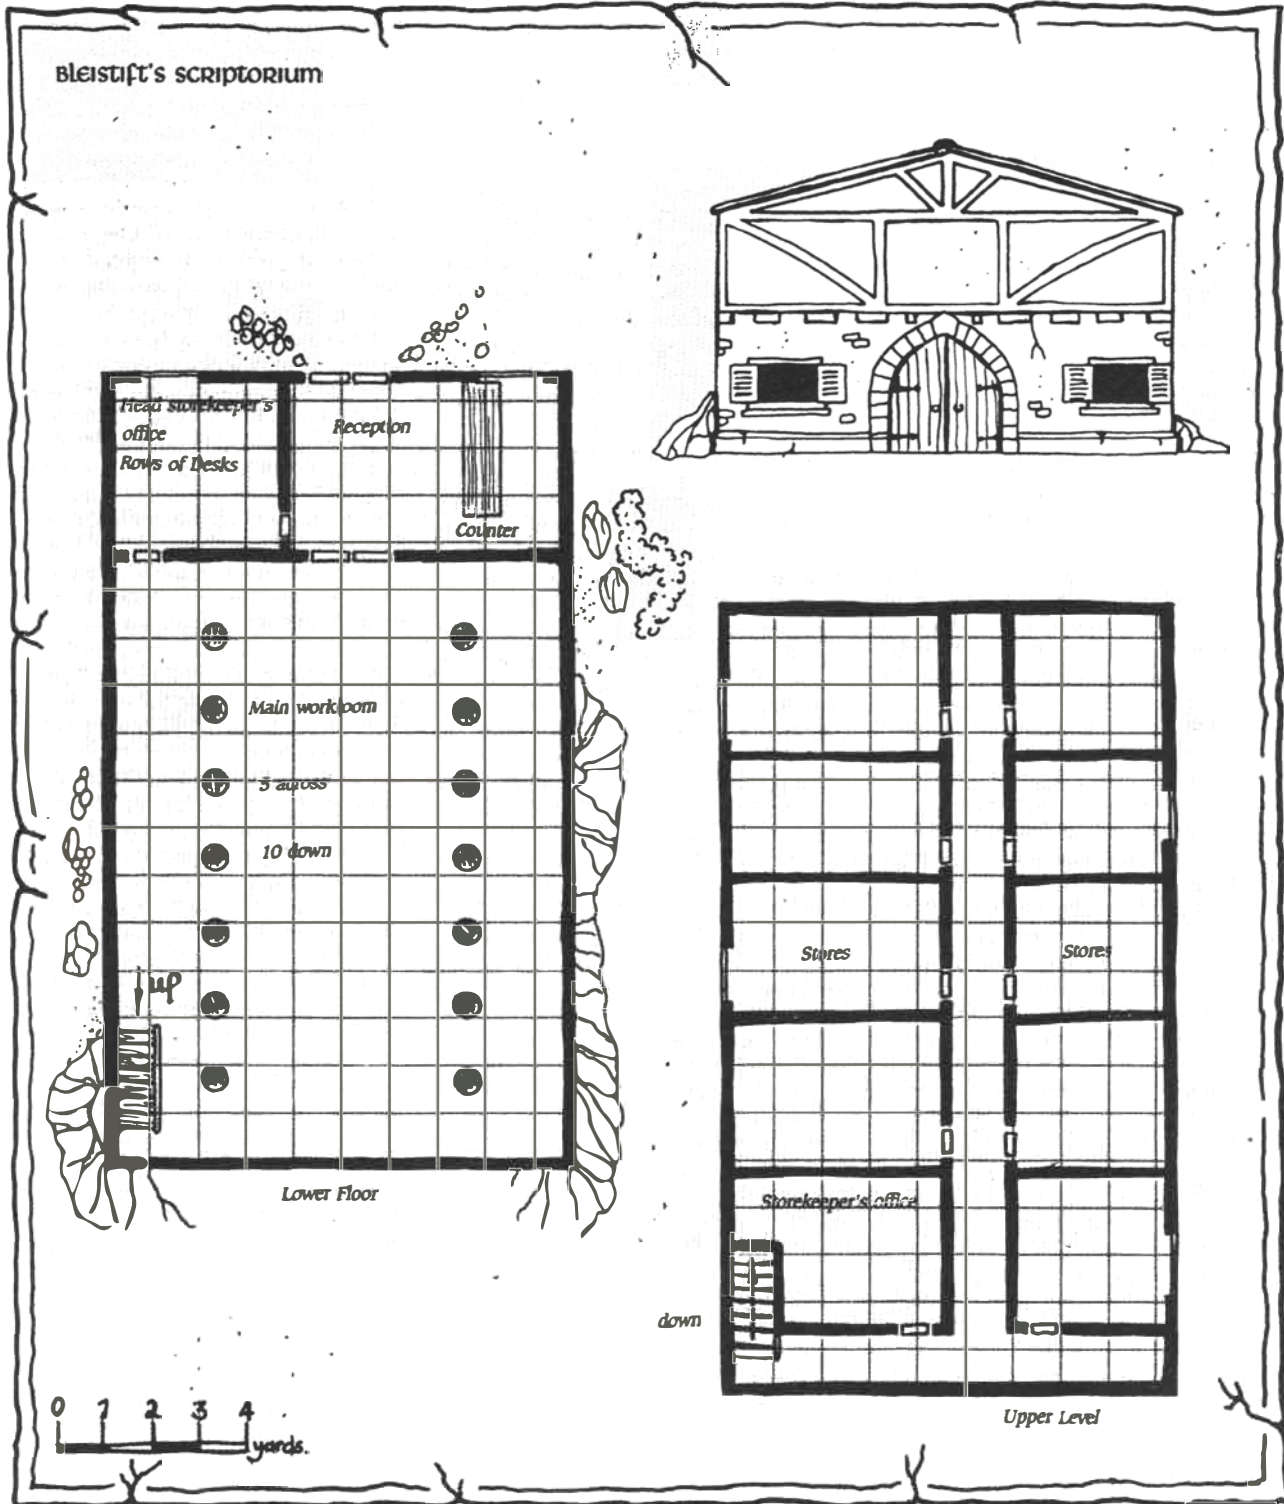 Bleistift's Scriptorium
Head storekeeper's
office
Rows of Desks
Reception
Counter
Main workroom
5 across
10 down
up
Lower Floor
Stores
Stores
Storekeeper's office
down
Upper Level
0 1 2 3 4
yards.